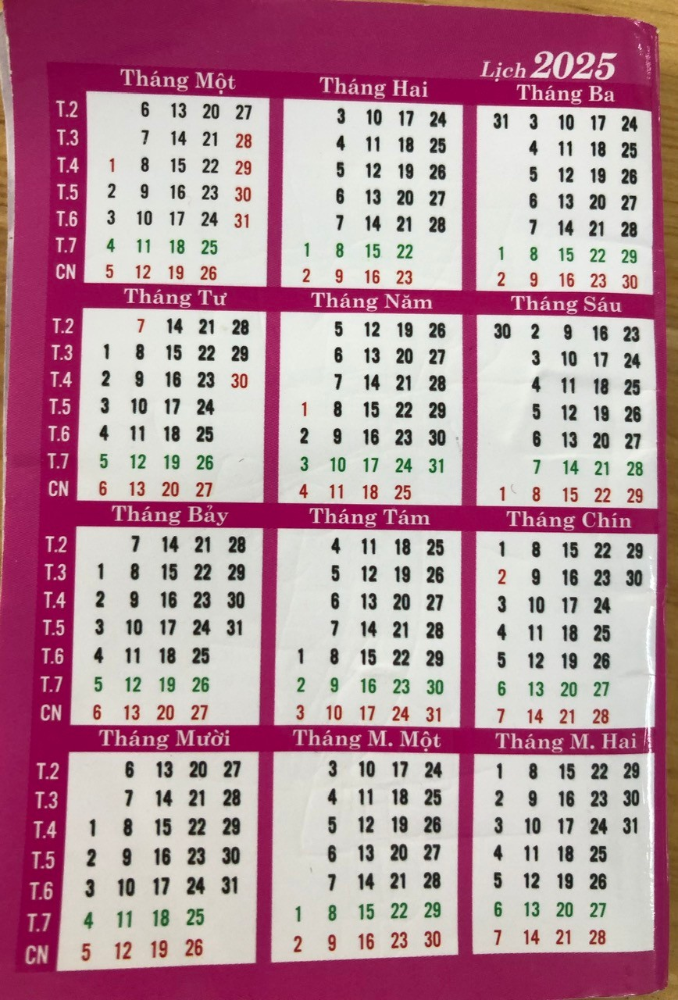 Lịch 2025
Tháng Một Tháng Hai Tháng Ba
T.2 6 13 20 27 3 10 17 24 31 3 10 17 24
T.3 7 14 21 28 4 11 18 25 4 11 18 25
T.4 1 8 15 22 29 5 12 19 26 5 12 19 26
T.5 2 9 16 23 30 6 13 20 27 6 13 20 27
T.6 3 10 17 24 31 7 14 21 28 7 14 21 28
T.7 4 11 18 25 1 8 15 22 1 8 15 22 29
CN 5 12 19 26 2 9 16 23 2 9 16 23 30
Tháng Tư Tháng Năm Tháng Sáu
T.2 7 14 21 28 5 12 19 26 30 2 9 16 23
T.3 1 8 15 22 29 6 13 20 27 3 10 17 24
T.4 2 9 16 23 30 7 14 21 28 4 11 18 25
T.5 3 10 17 24 1 8 15 22 29 5 12 19 26
T.6 4 11 18 25 2 9 16 23 30 6 13 20 27
T.7 5 12 19 26 3 10 17 24 31 7 14 21 28
CN 6 13 20 27 4 11 18 25 1 8 15 22 29
Tháng Bảy Tháng Tám Tháng Chín
T.2 7 14 21 28 4 11 18 25 1 8 15 22 29
T.3 1 8 15 22 29 5 12 19 26 2 9 16 23 30
T.4 2 9 16 23 30 6 13 20 27 3 10 17 24
T.5 3 10 17 24 31 7 14 21 28 4 11 18 25
T.6 4 11 18 25 1 8 15 22 29 5 12 19 26
T.7 5 12 19 26 2 9 16 23 30 6 13 20 27
CN 6 13 20 27 3 10 17 24 31 7 14 21 28
Tháng Mười Tháng M. Một Tháng M. Hai
T.2 6 13 20 27 3 10 17 24 1 8 15 22 29
T.3 7 14 21 28 4 11 18 25 2 9 16 23 30
T.4 1 8 15 22 29 5 12 19 26 3 10 17 24 31
T.5 2 9 16 23 30 6 13 20 27 4 11 18 25
T.6 3 10 17 24 31 7 14 21 28 5 12 19 26
T.7 4 11 18 25 1 8 15 22 29 6 13 20 27
CN 5 12 19 26 2 9 16 23 30 7 14 21 28